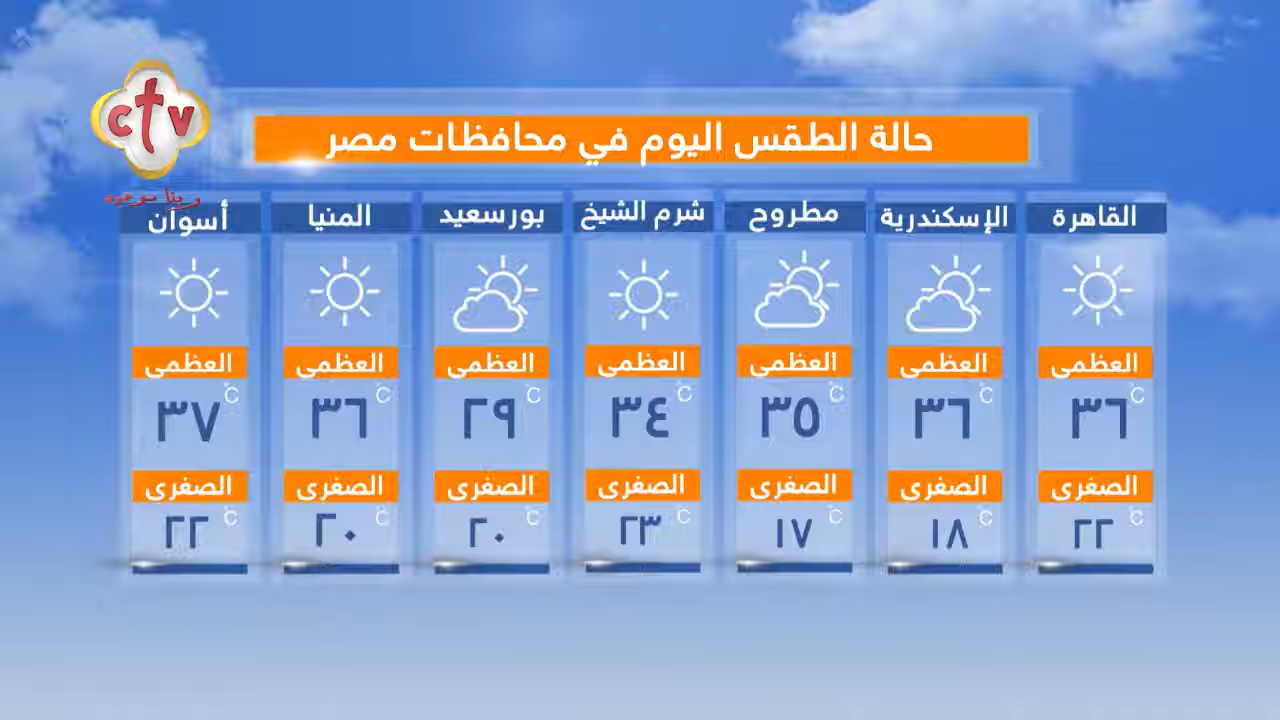 ctv
وربنا موجود
حالة الطقس اليوم في محافظات مصر
القاهرة
العظمى
٣٦ °C
الصغرى
٢٢ °C
الإسكندرية
العظمى
٣٦ °C
الصغرى
١٨ °C
مطروح
العظمى
٣٥ °C
الصغرى
١٧ °C
شرم الشيخ
العظمى
٣٤ °C
الصغرى
٢٣ °C
بورسعيد
العظمى
٢٩ °C
الصغرى
٢٠ °C
المنيا
العظمى
٣٦ °C
الصغرى
٢٠ °C
أسوان
العظمى
٣٧ °C
الصغرى
٢٢ °C